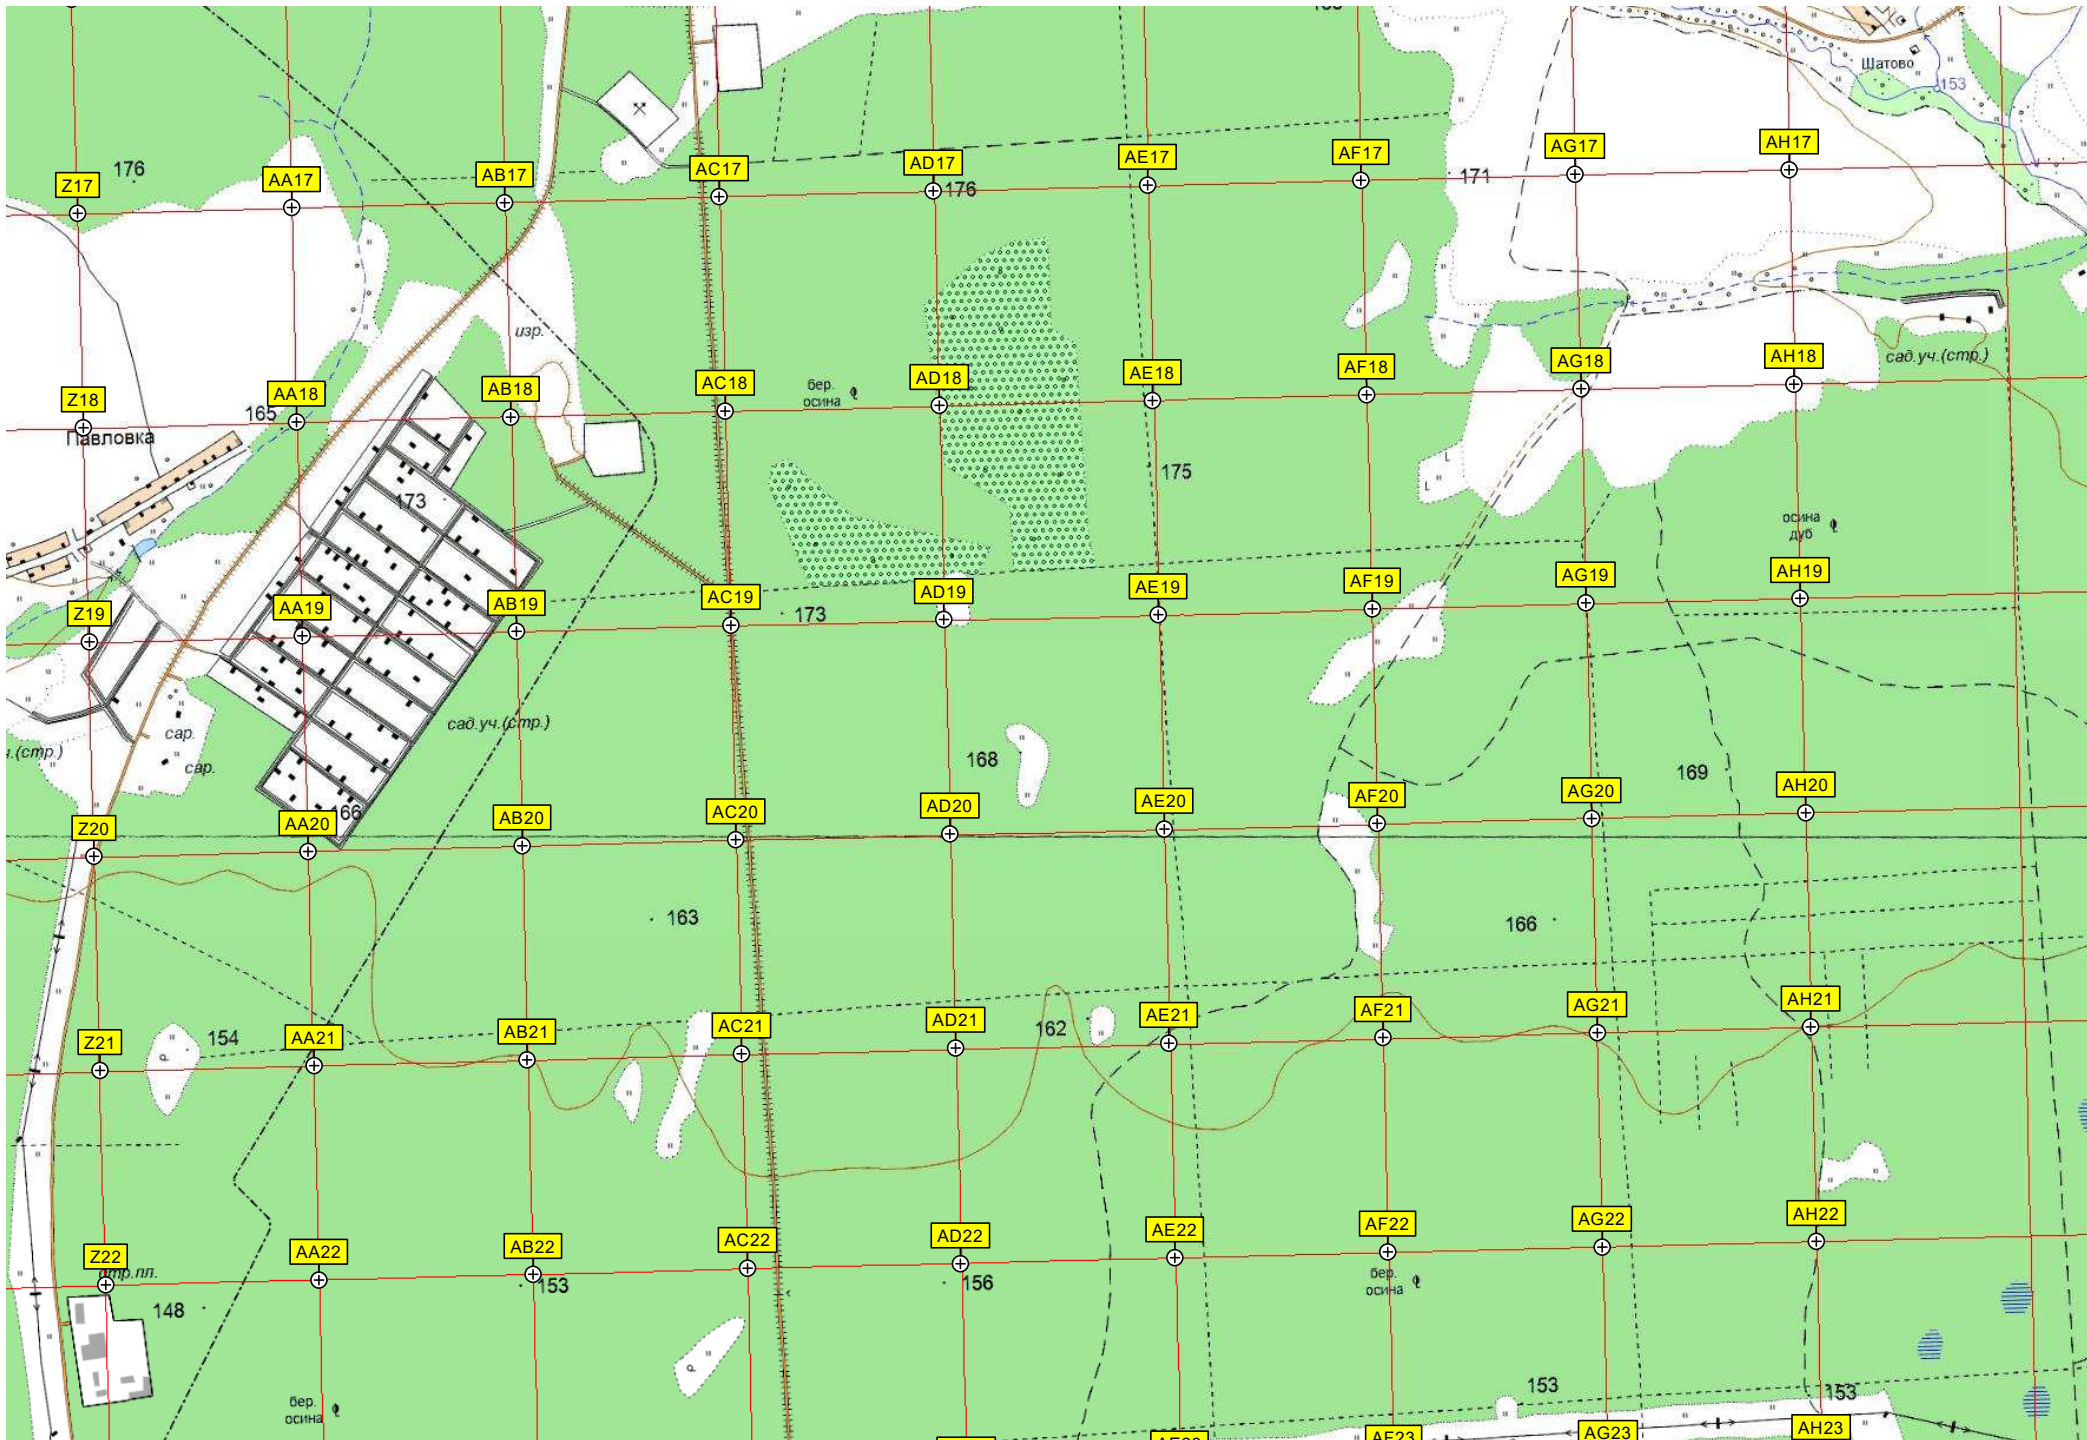 Шатово
153
AH17
AG17
AF17
AE17
AD17
AC17
AB17
AA17
Z17
176
176
171
изр.
AH18
AG18
AF18
AE18
AD18
AC18
AB18
AA18
Z18
сад.уч.(стр.)
бер.
осина
165
Павловка
175
173
осина
дуб
AH19
AG19
AF19
AE19
AD19
AC19
AB19
AA19
Z19
173
сад.уч.(стр.)
сар.
сар.
(стр.)
168
169
AH20
AG20
AF20
AE20
AD20
AC20
AB20
AA20
Z20
166
163
166
AH21
AG21
AF21
AE21
AD21
AC21
AB21
AA21
Z21
154
162
AH22
AG22
AF22
AE22
AD22
AC22
AB22
AA22
Z22
стр.пл.
148
153
156
бер.
осина
153
153
бер.
осина
AH23
AG23
AF23